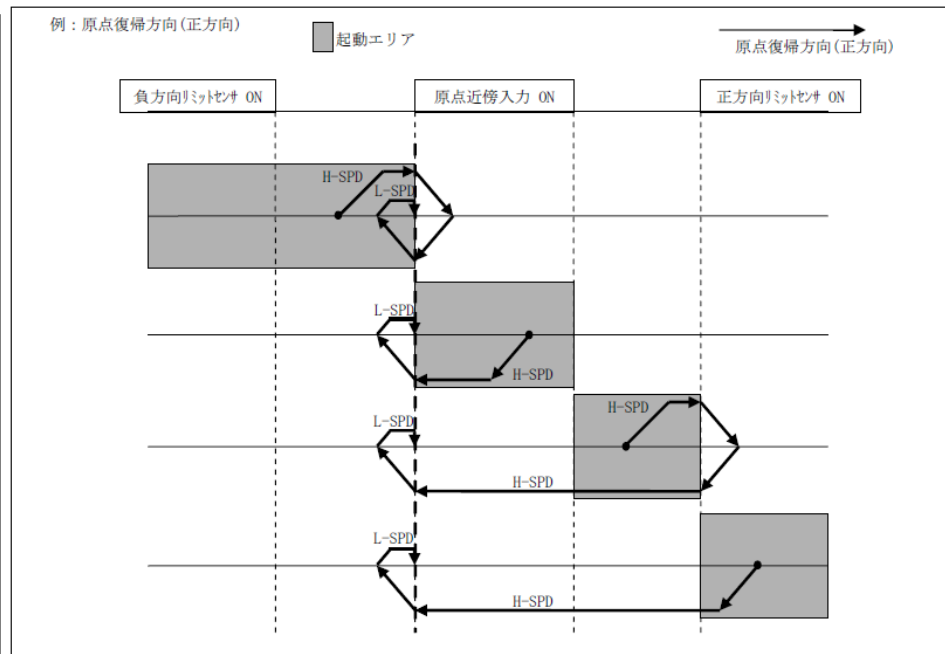 例：原点復帰方向(正方向)
起動エリア
原点復帰方向(正方向)
負方向リミットセンサ ON
原点近傍入力 ON
正方向リミットセンサ ON
H-SPD
L-SPD
L-SPD
H-SPD
H-SPD
L-SPD
H-SPD
L-SPD
H-SPD